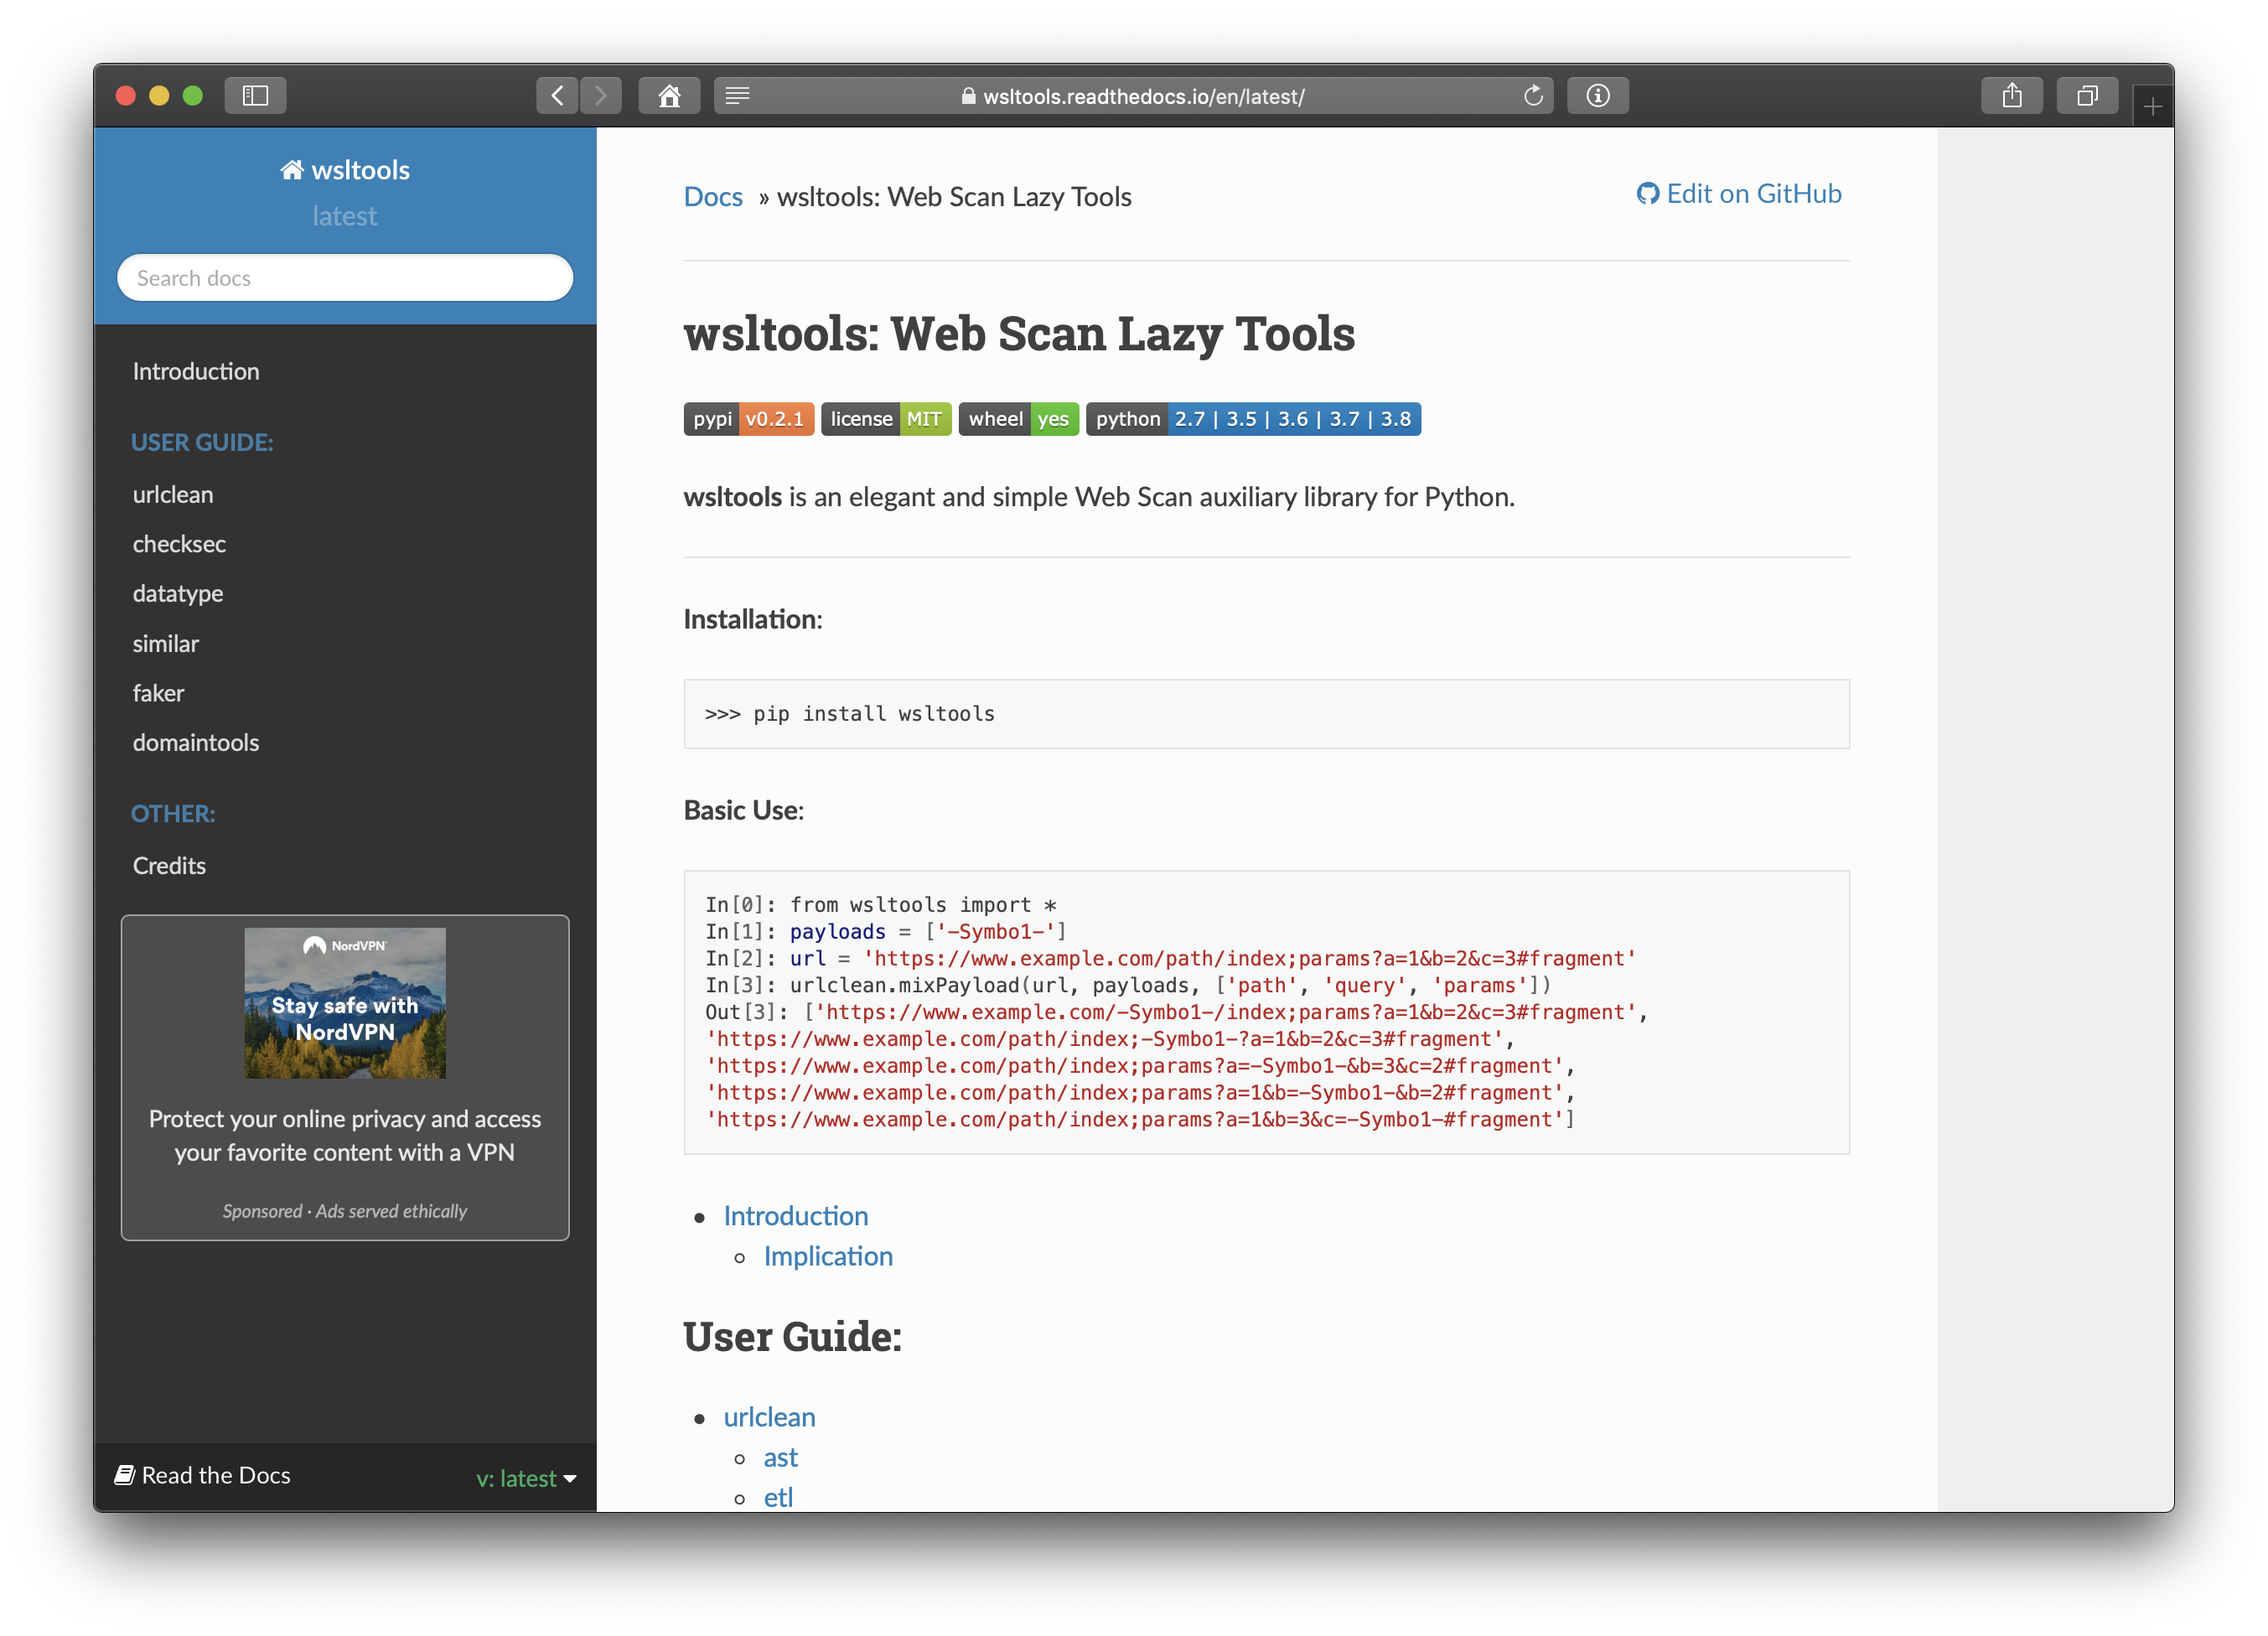 wsltools.readthedocs.io/en/latest/
wsltools
latest
Search docs
Introduction
USER GUIDE:
urlclean
checksec
datatype
similar
faker
domaintools
OTHER:
Credits
NordVPN
Stay safe with
NordVPN
Protect your online privacy and access
your favorite content with a VPN
Sponsored · Ads served ethically
Read the Docs
v: latest
Docs » wsltools: Web Scan Lazy Tools
Edit on GitHub
wsltools: Web Scan Lazy Tools
pypi v0.2.1 license MIT wheel yes python 2.7 | 3.5 | 3.6 | 3.7 | 3.8
wsltools is an elegant and simple Web Scan auxiliary library for Python.
Installation:
>>> pip install wsltools
Basic Use:
In[0]: from wsltools import *
In[1]: payloads = ['-Symbo1-']
In[2]: url = 'https://www.example.com/path/index;params?a=1&b=2&c=3#fragment'
In[3]: urlclean.mixPayload(url, payloads, ['path', 'query', 'params'])
Out[3]: ['https://www.example.com/-Symbo1-/index;params?a=1&b=2&c=3#fragment',
'https://www.example.com/path/index;-Symbo1-?a=1&b=2&c=3#fragment',
'https://www.example.com/path/index;params?a=-Symbo1-&b=3&c=2#fragment',
'https://www.example.com/path/index;params?a=1&b=-Symbo1-&b=2#fragment',
'https://www.example.com/path/index;params?a=1&b=3&c=-Symbo1-#fragment']
Introduction
Implication
User Guide:
urlclean
ast
etl